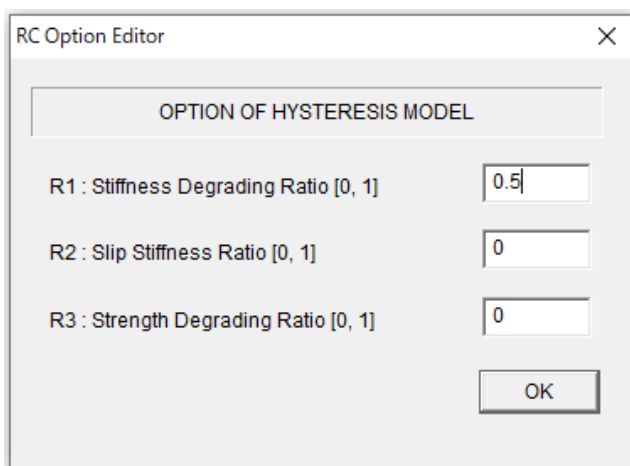 RC Option Editor
OPTION OF HYSTERESIS MODEL
R1 : Stiffness Degrading Ratio [0, 1] 0.5
R2 : Slip Stiffness Ratio [0, 1] 0
R3 : Strength Degrading Ratio [0, 1] 0
OK